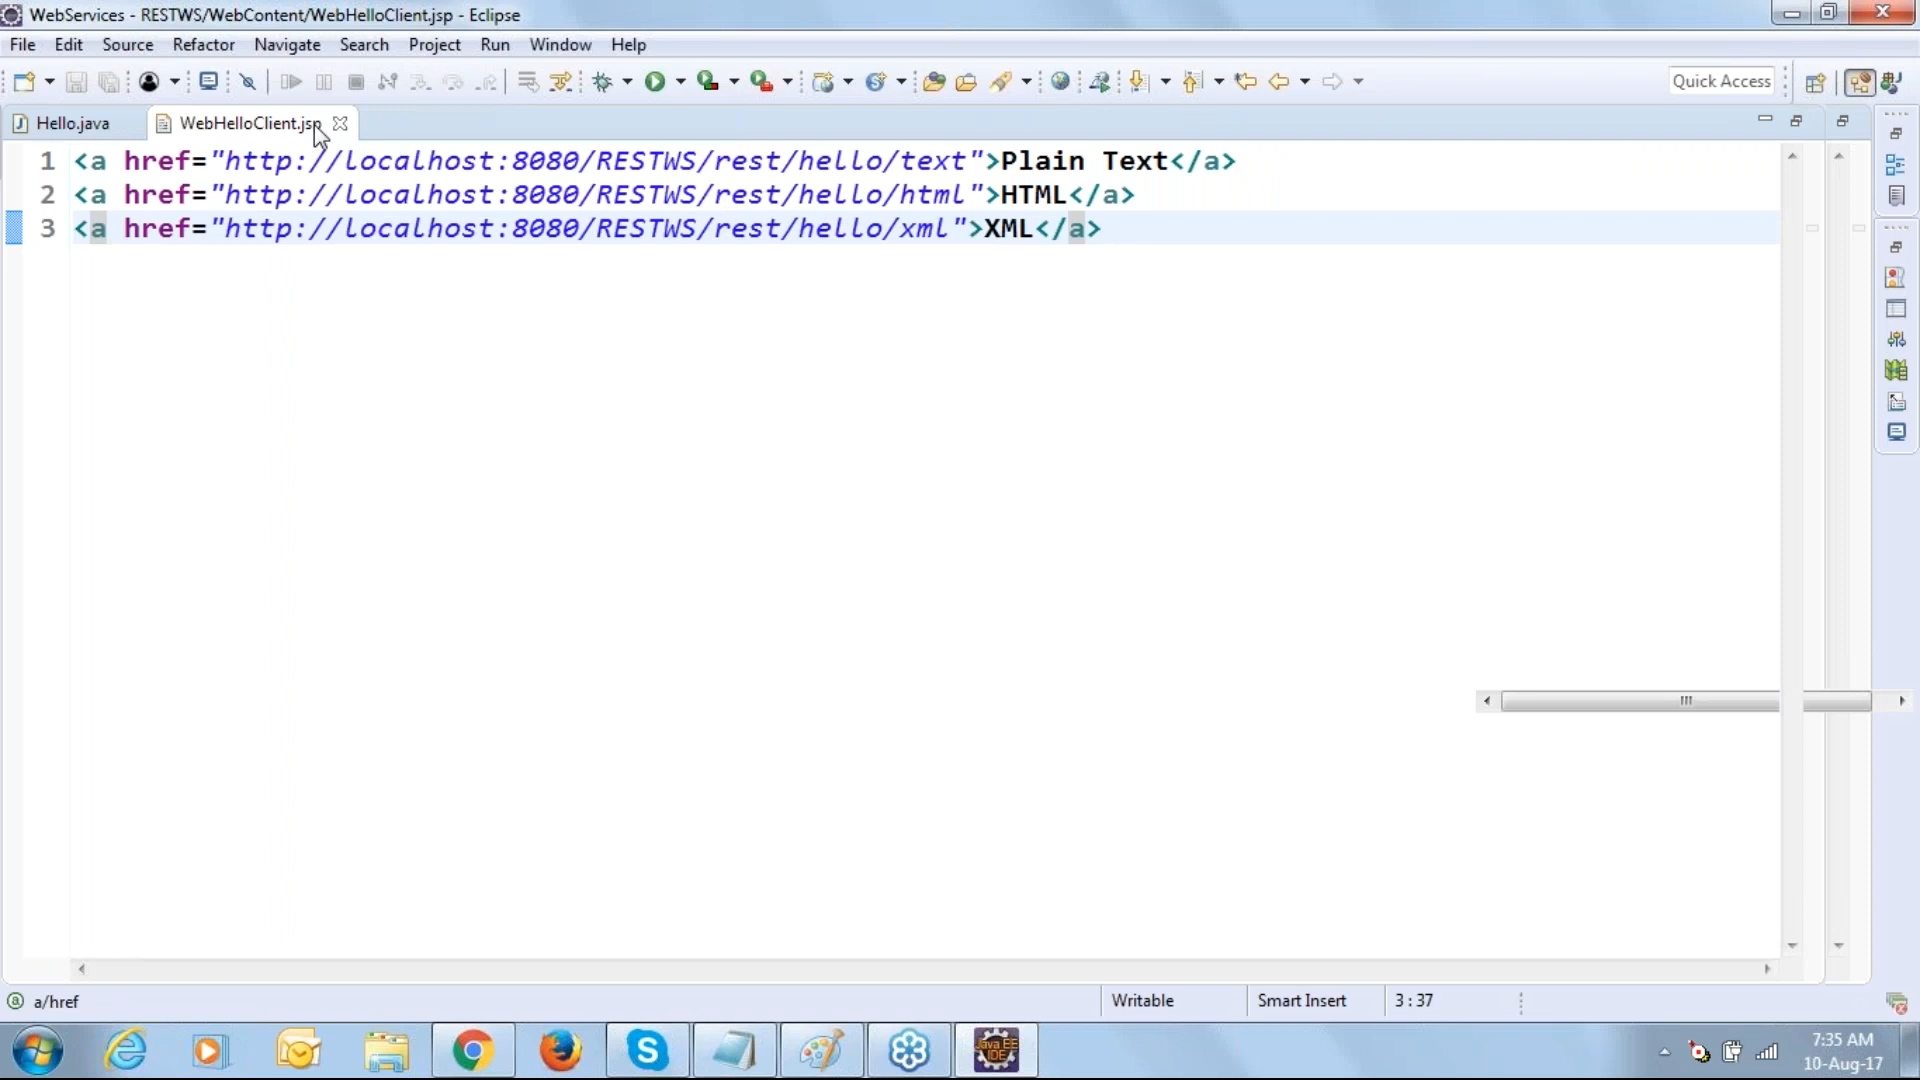 WebServices - RESTWS/WebContent/WebHelloClient.jsp - Eclipse
File Edit Source Refactor Navigate Search Project Run Window Help
Quick Access
Hello.java WebHelloClient.jsp
1 <a href="http://localhost:8080/RESTWS/rest/hello/text">Plain Text</a>
2 <a href="http://localhost:8080/RESTWS/rest/hello/html">HTML</a>
3 <a href="http://localhost:8080/RESTWS/rest/hello/xml">XML</a>
a/href Writable Smart Insert 3 : 37
Java EE
IDE
7:35 AM
10-Aug-17